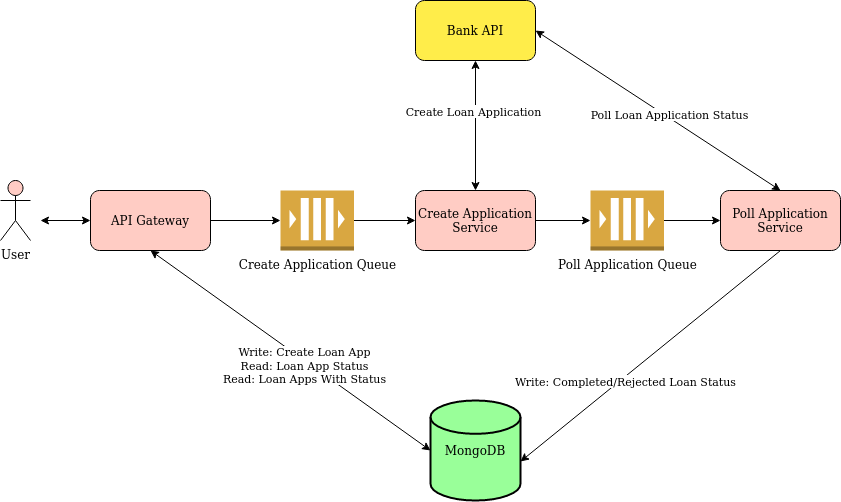 Bank API
Create Loan Application
Poll Loan Application Status
User
API Gateway
Create Application Queue
Create Application
Service
Poll Application Queue
Poll Application
Service
Write: Create Loan App
Read: Loan App Status
Read: Loan Apps With Status
Write: Completed/Rejected Loan Status
MongoDB